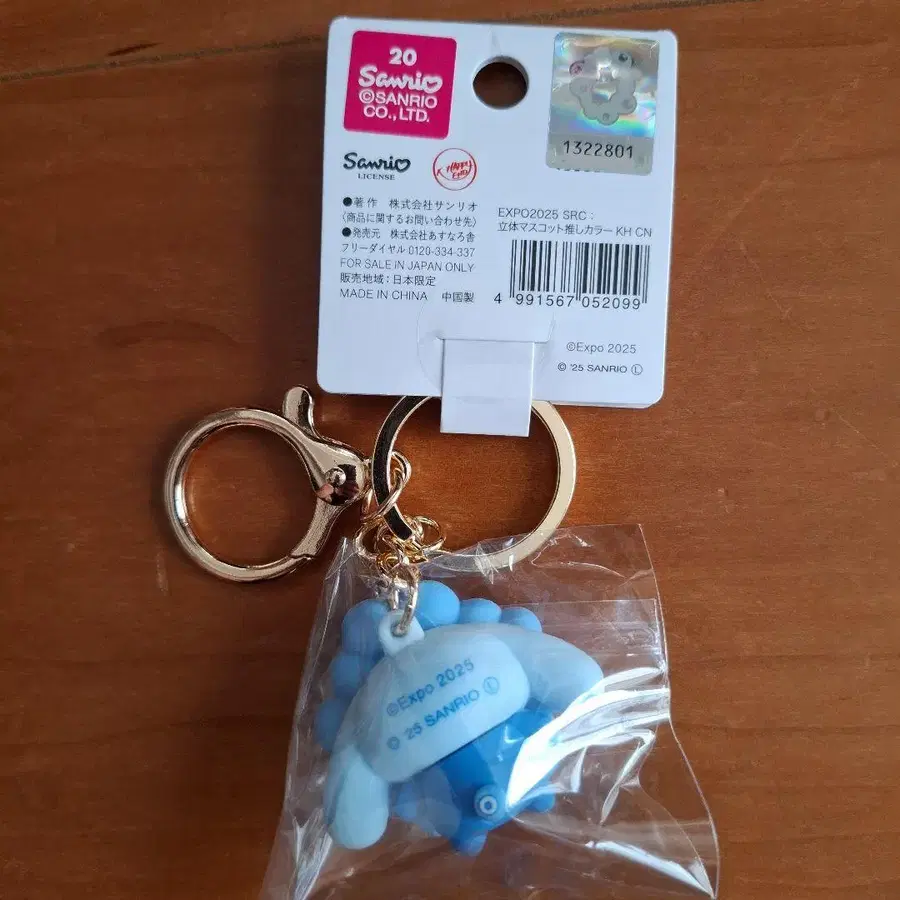 20
Sanrio
©SANRIO
CO., LTD.
1322801
Sanrio
LICENSE
HAPPY
END
●著作 株式会社サンリオ
〈商品に関するお問い合わせ先〉
●発売元 株式会社あすなろ舎
フリーダイヤル 0120-334-337
FOR SALE IN JAPAN ONLY
販売地域:日本限定
MADE IN CHINA 中国製
EXPO2025 SRC:
立体マスコット推しカラー KH CN
4 991567 052099
©Expo 2025
© '25 SANRIO Ⓛ
©Expo 2025
© '25 SANRIO Ⓛ